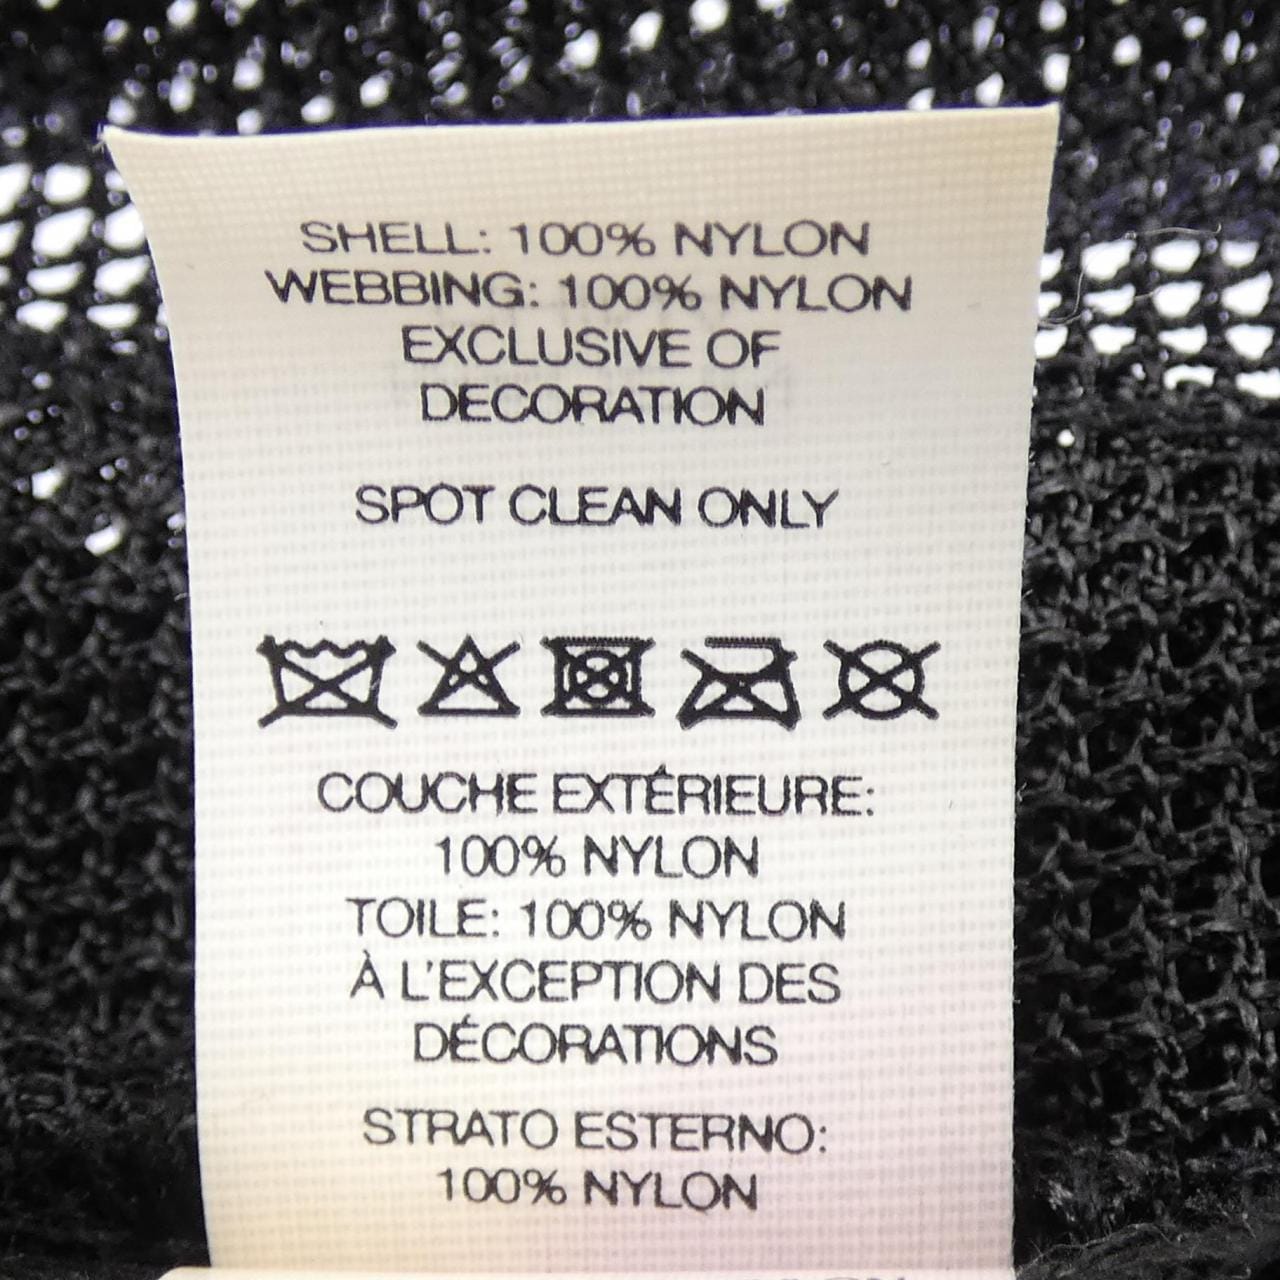 SHELL: 100% NYLON
WEBBING: 100% NYLON
EXCLUSIVE OF
DECORATION
SPOT CLEAN ONLY
COUCHE EXTÉRIEURE:
100% NYLON
TOILE: 100% NYLON
À L'EXCEPTION DES
DÉCORATIONS
STRATO ESTERNO:
100% NYLON